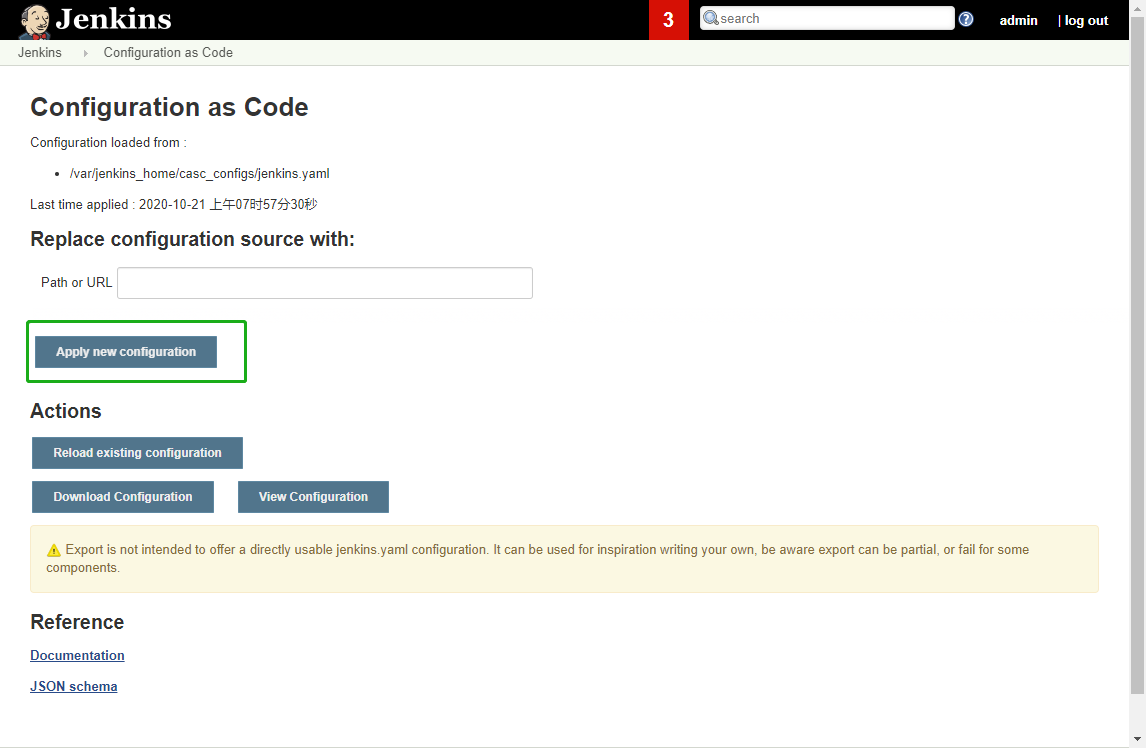 Jenkins
3
search
?
admin
| log out
Jenkins
Configuration as Code
Configuration as Code
Configuration loaded from :
• /var/jenkins_home/casc_configs/jenkins.yaml
Last time applied : 2020-10-21 上午07时57分30秒
Replace configuration source with:
Path or URL
Apply new configuration
Actions
Reload existing configuration
Download Configuration
View Configuration
Export is not intended to offer a directly usable jenkins.yaml configuration. It can be used for inspiration writing your own, be aware export can be partial, or fail for some
components.
Reference
Documentation
JSON schema